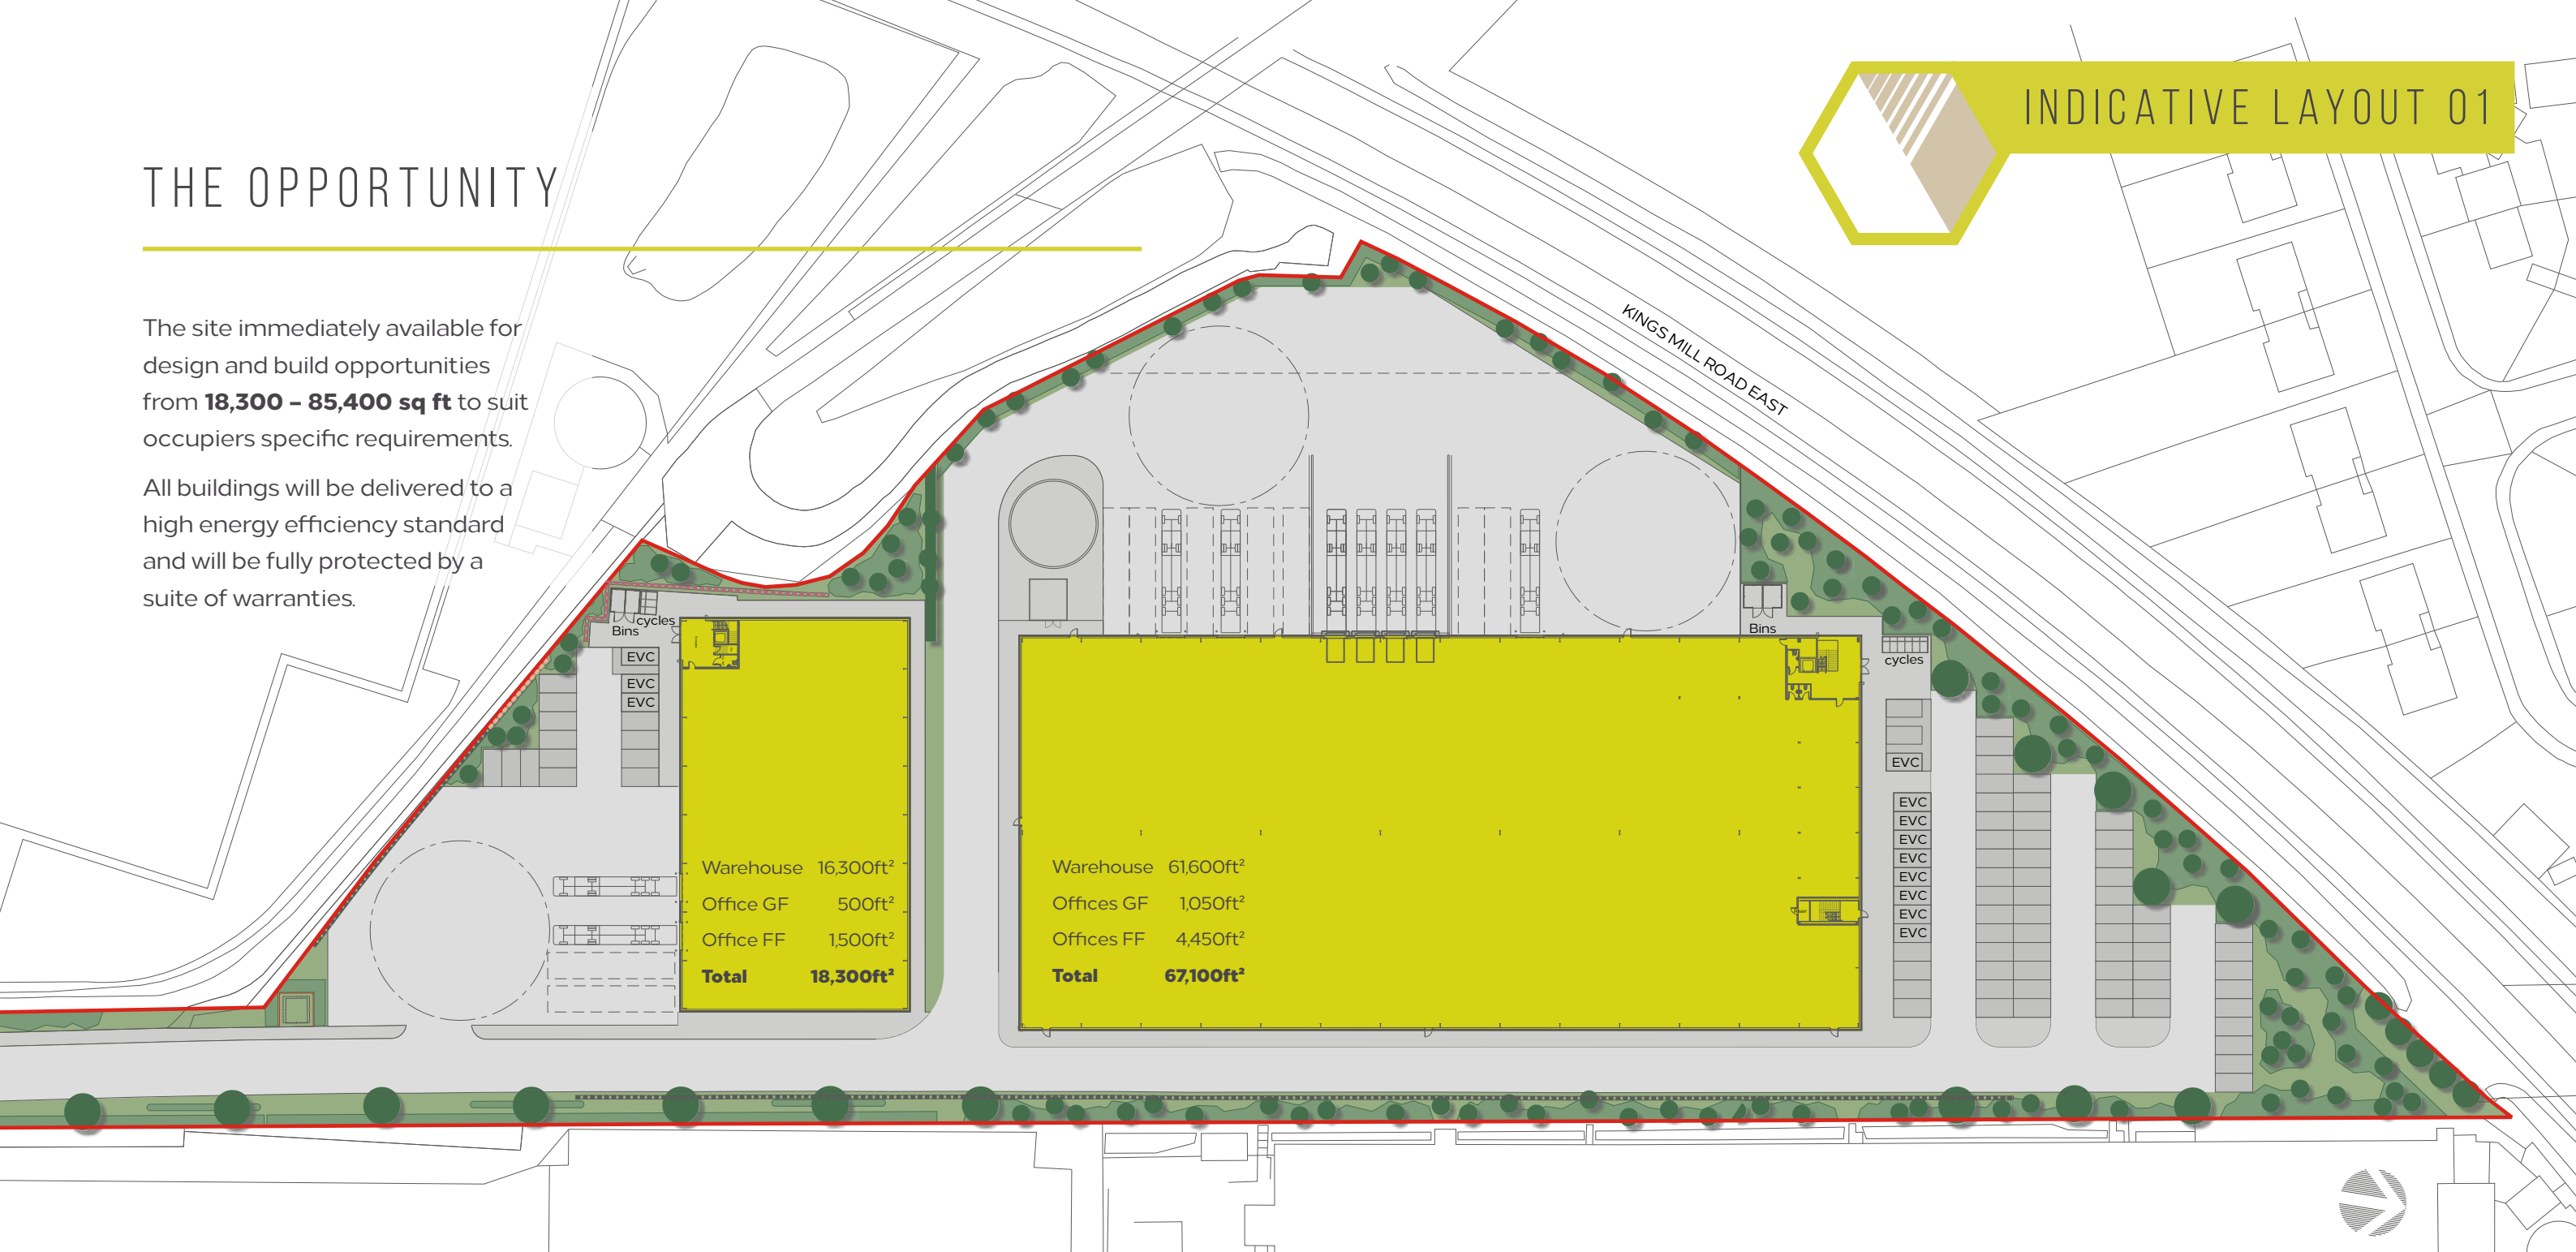 INDICATIVE LAYOUT 01
THE OPPORTUNITY
The site immediately available for
design and build opportunities
from 18,300 – 85,400 sq ft to suit
occupiers specific requirements.
All buildings will be delivered to a
high energy efficiency standard
and will be fully protected by a
suite of warranties.
KINGS MILL ROAD EAST
cycles
Bins
EVC
EVC
EVC
Warehouse 16,300ft²
Office GF 500ft²
Office FF 1,500ft²
Total 18,300ft²
Warehouse 61,600ft²
Offices GF 1,050ft²
Offices FF 4,450ft²
Total 67,100ft²
Bins
cycles
EVC
EVC
EVC
EVC
EVC
EVC
EVC
EVC
EVC